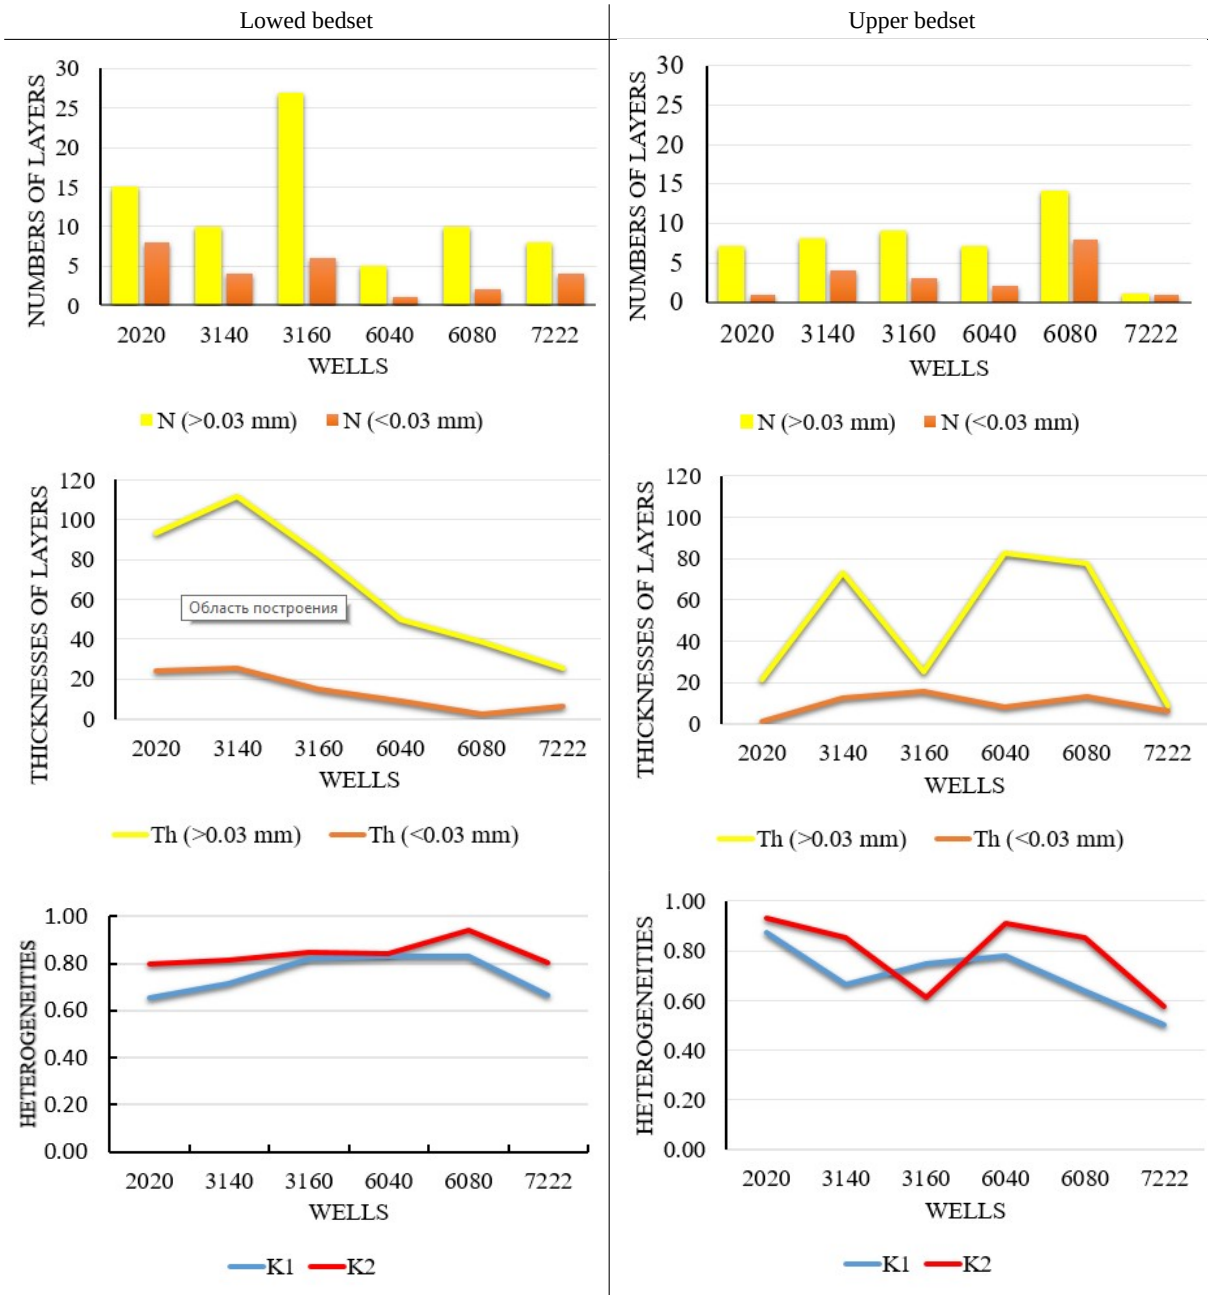 Lowed bedset
Upper bedset
30
25
20
15
10
5
0
NUMBERS OF LAYERS
2020 3140 3160 6040 6080 7222
WELLS
N (>0.03 mm) N (<0.03 mm)
30
25
20
15
10
5
0
NUMBERS OF LAYERS
2020 3140 3160 6040 6080 7222
WELLS
N (>0.03 mm) N (<0.03 mm)
120
100
80
60
40
20
0
THICKNESSES OF LAYERS
Область построения
2020 3140 3160 6040 6080 7222
WELLS
Th (>0.03 mm) Th (<0.03 mm)
120
100
80
60
40
20
0
THICKNESSES OF LAYERS
2020 3140 3160 6040 6080 7222
WELLS
Th (>0.03 mm) Th (<0.03 mm)
1.00
0.80
0.60
0.40
0.20
0.00
HETEROGENEITIES
2020 3140 3160 6040 6080 7222
WELLS
K1 K2
1.00
0.80
0.60
0.40
0.20
0.00
HETEROGENEITIES
2020 3140 3160 6040 6080 7222
WELLS
K1 K2